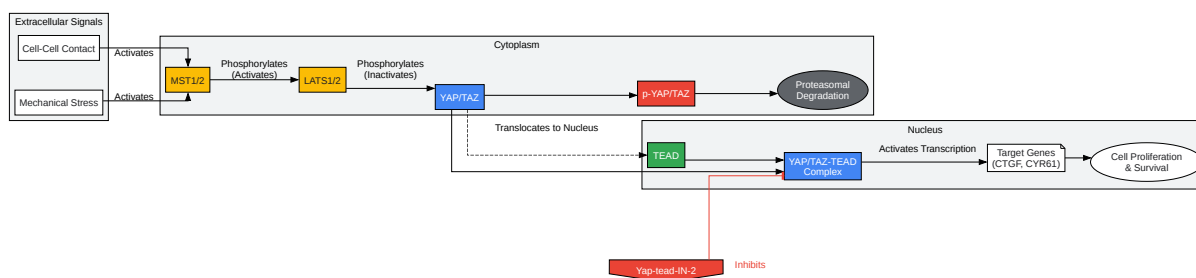 Extracellular Signals
Cell-Cell Contact
Mechanical Stress
Activates
Activates
Cytoplasm
MST1/2
Phosphorylates
(Activates)
LATS1/2
Phosphorylates
(Inactivates)
YAP/TAZ
p-YAP/TAZ
Proteasomal
Degradation
Translocates to Nucleus
Nucleus
TEAD
YAP/TAZ-TEAD
Complex
Activates Transcription
Target Genes
(CTGF, CYR61)
Cell Proliferation
& Survival
Yap-tead-IN-2
Inhibits